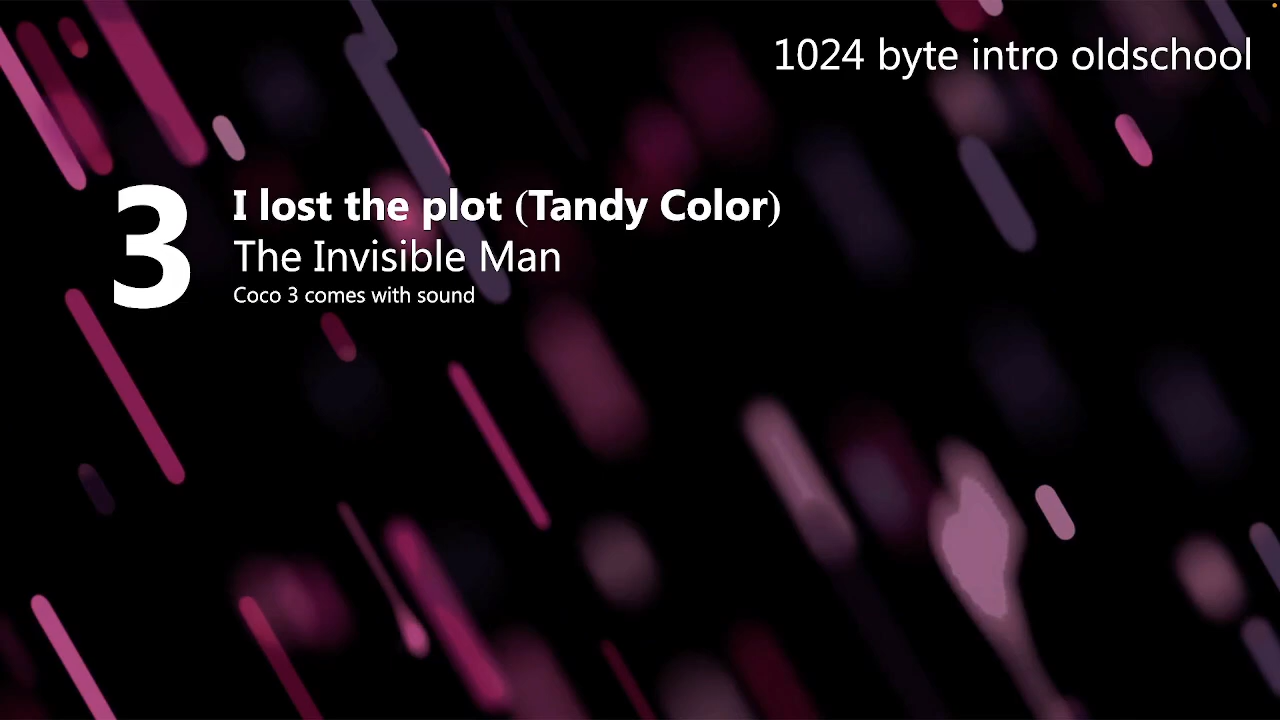 1024 byte intro oldschool
3
I lost the plot (Tandy Color)
The Invisible Man
Coco 3 comes with sound